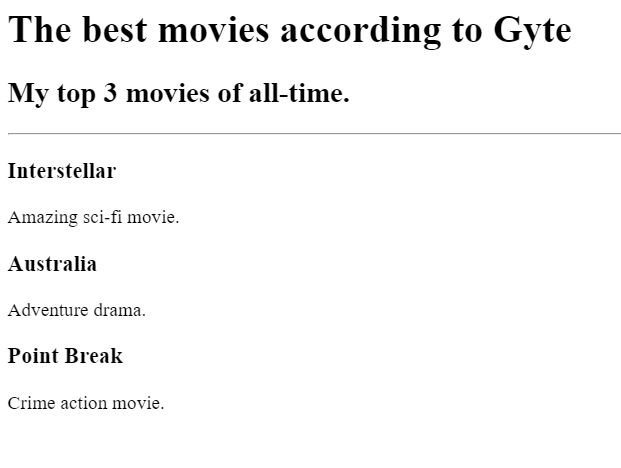 The best movies according to Gyte
My top 3 movies of all-time.
Interstellar
Amazing sci-fi movie.
Australia
Adventure drama.
Point Break
Crime action movie.